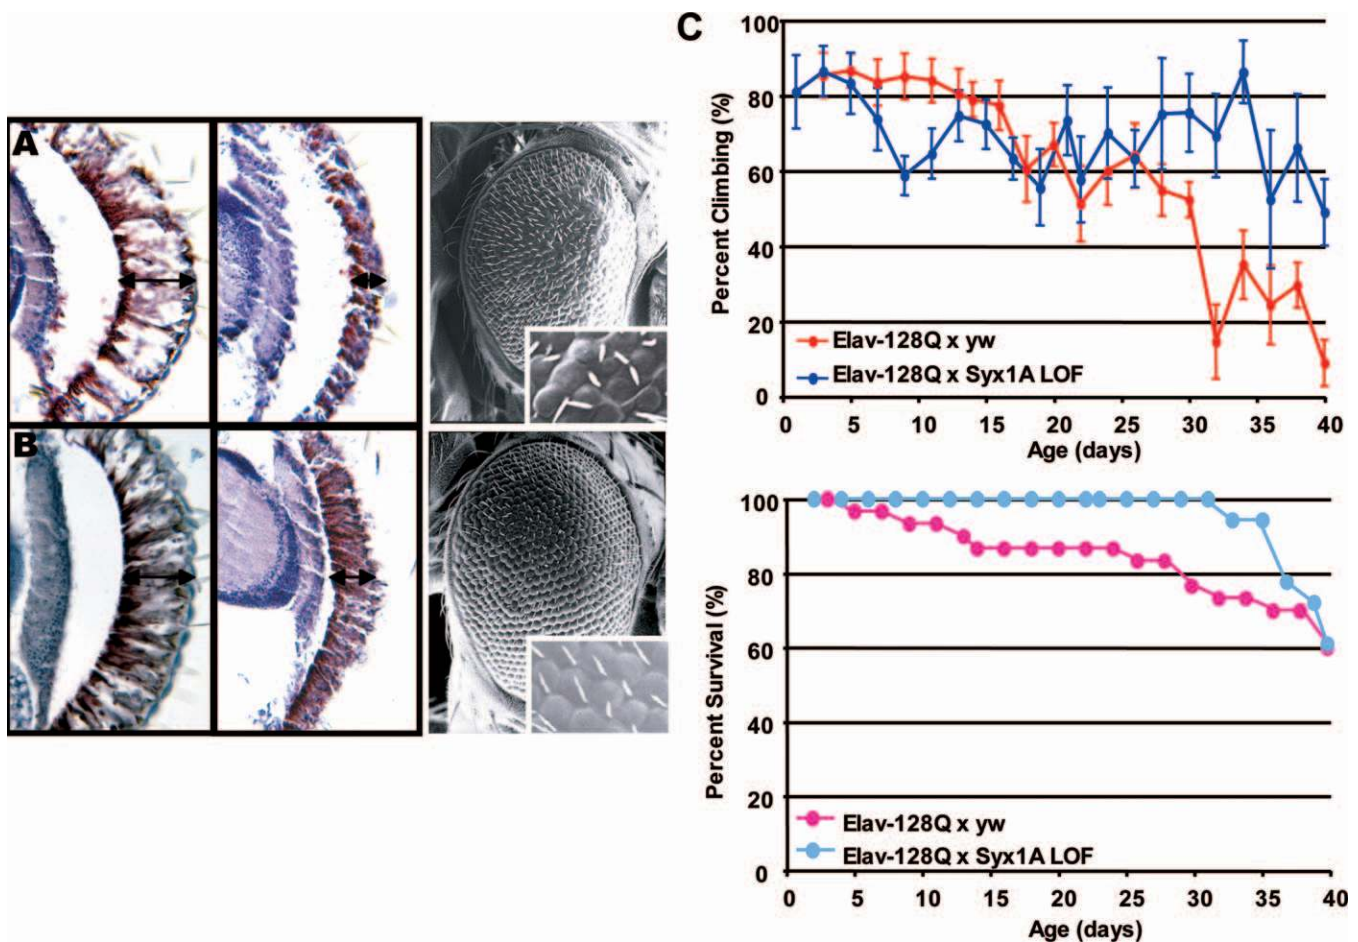 A
B
C
Percent Climbing (%)
100
80
60
40
20
0
Elav-128Q x yw
Elav-128Q x Syx1A LOF
0 5 10 15 20 25 30 35 40
Age (days)
Percent Survival (%)
100
80
60
40
20
0
Elav-128Q x yw
Elav-128Q x Syx1A LOF
0 5 10 15 20 25 30 35 40
Age (days)